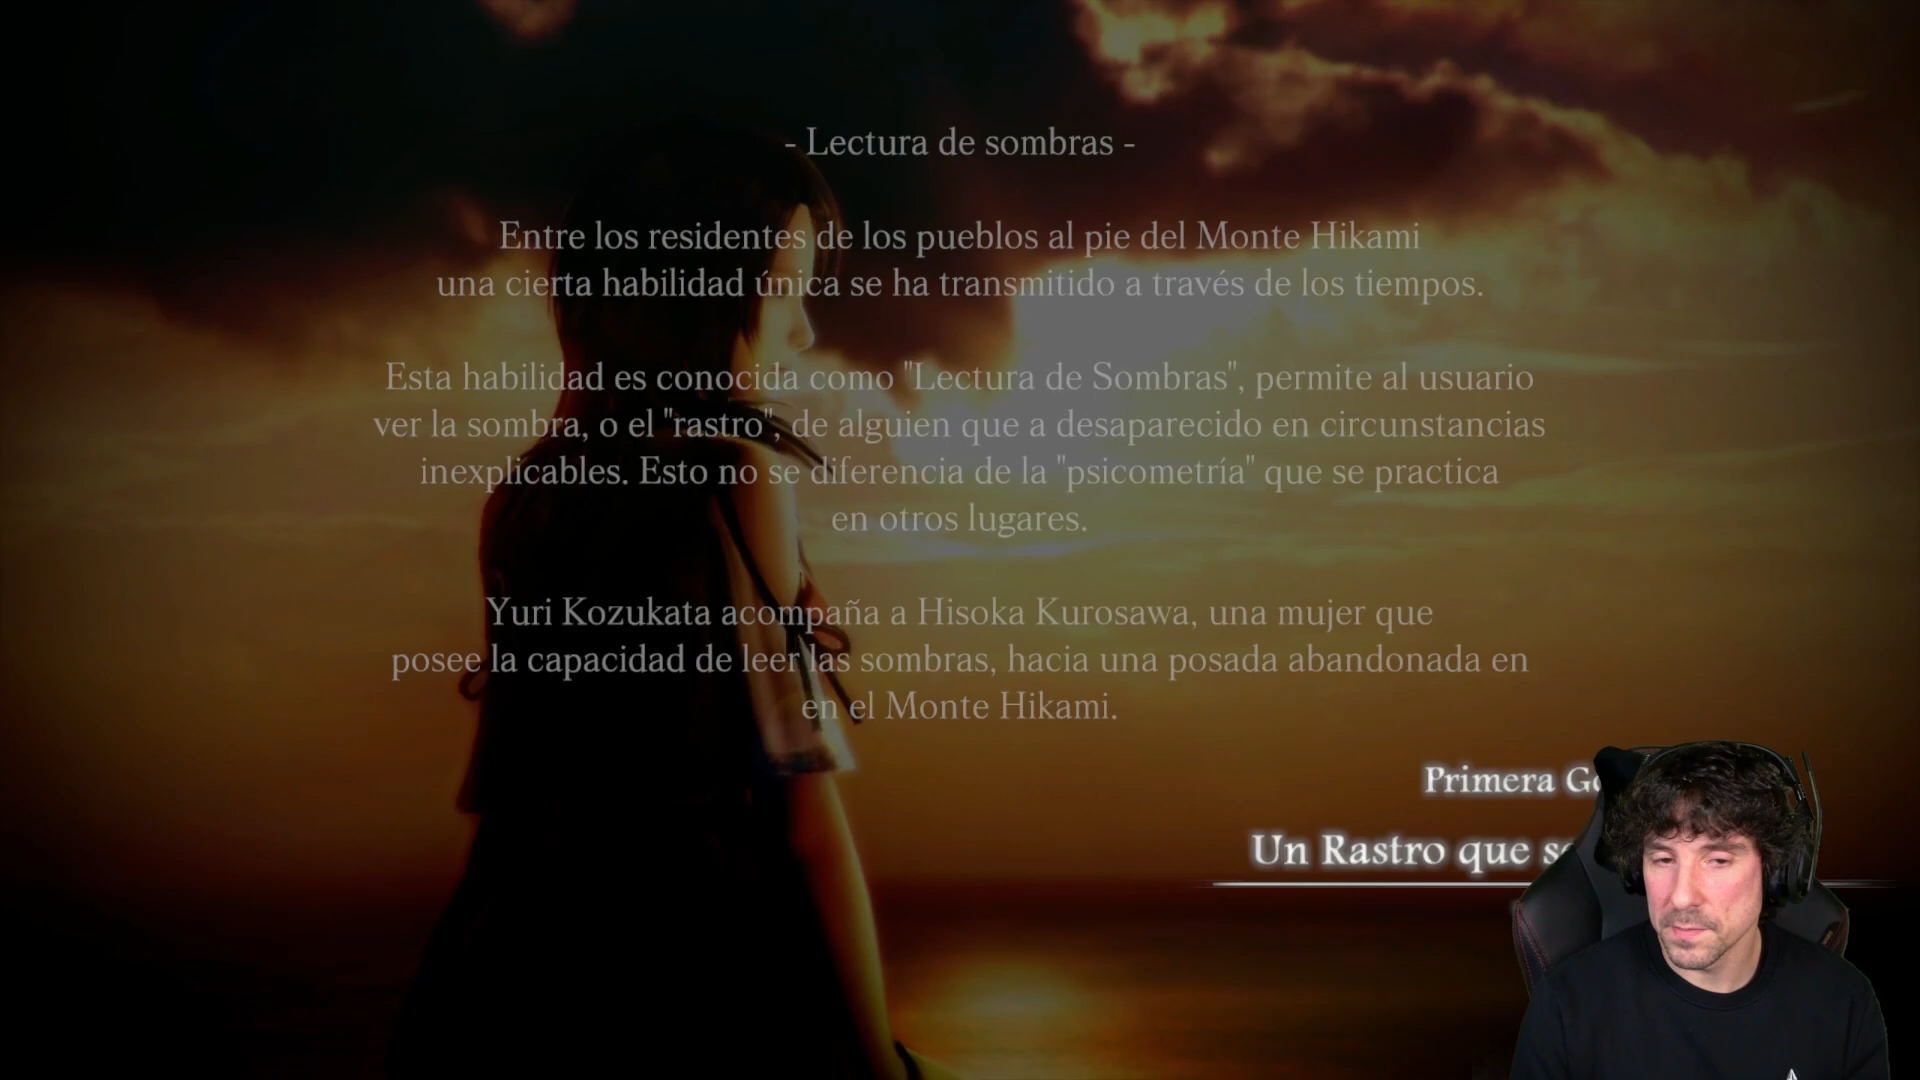 - Lectura de sombras -
Entre los residentes de los pueblos al pie del Monte Hikami
una cierta habilidad única se ha transmitido a través de los tiempos.
Esta habilidad es conocida como "Lectura de Sombras", permite al usuario
ver la sombra, o el "rastro", de alguien que a desaparecido en circunstancias
inexplicables. Esto no se diferencia de la "psicometría" que se practica
en otros lugares.
Yuri Kozukata acompaña a Hisoka Kurosawa, una mujer que
posee la capacidad de leer las sombras, hacia una posada abandonada en
en el Monte Hikami.
Primera
Un Rastro que